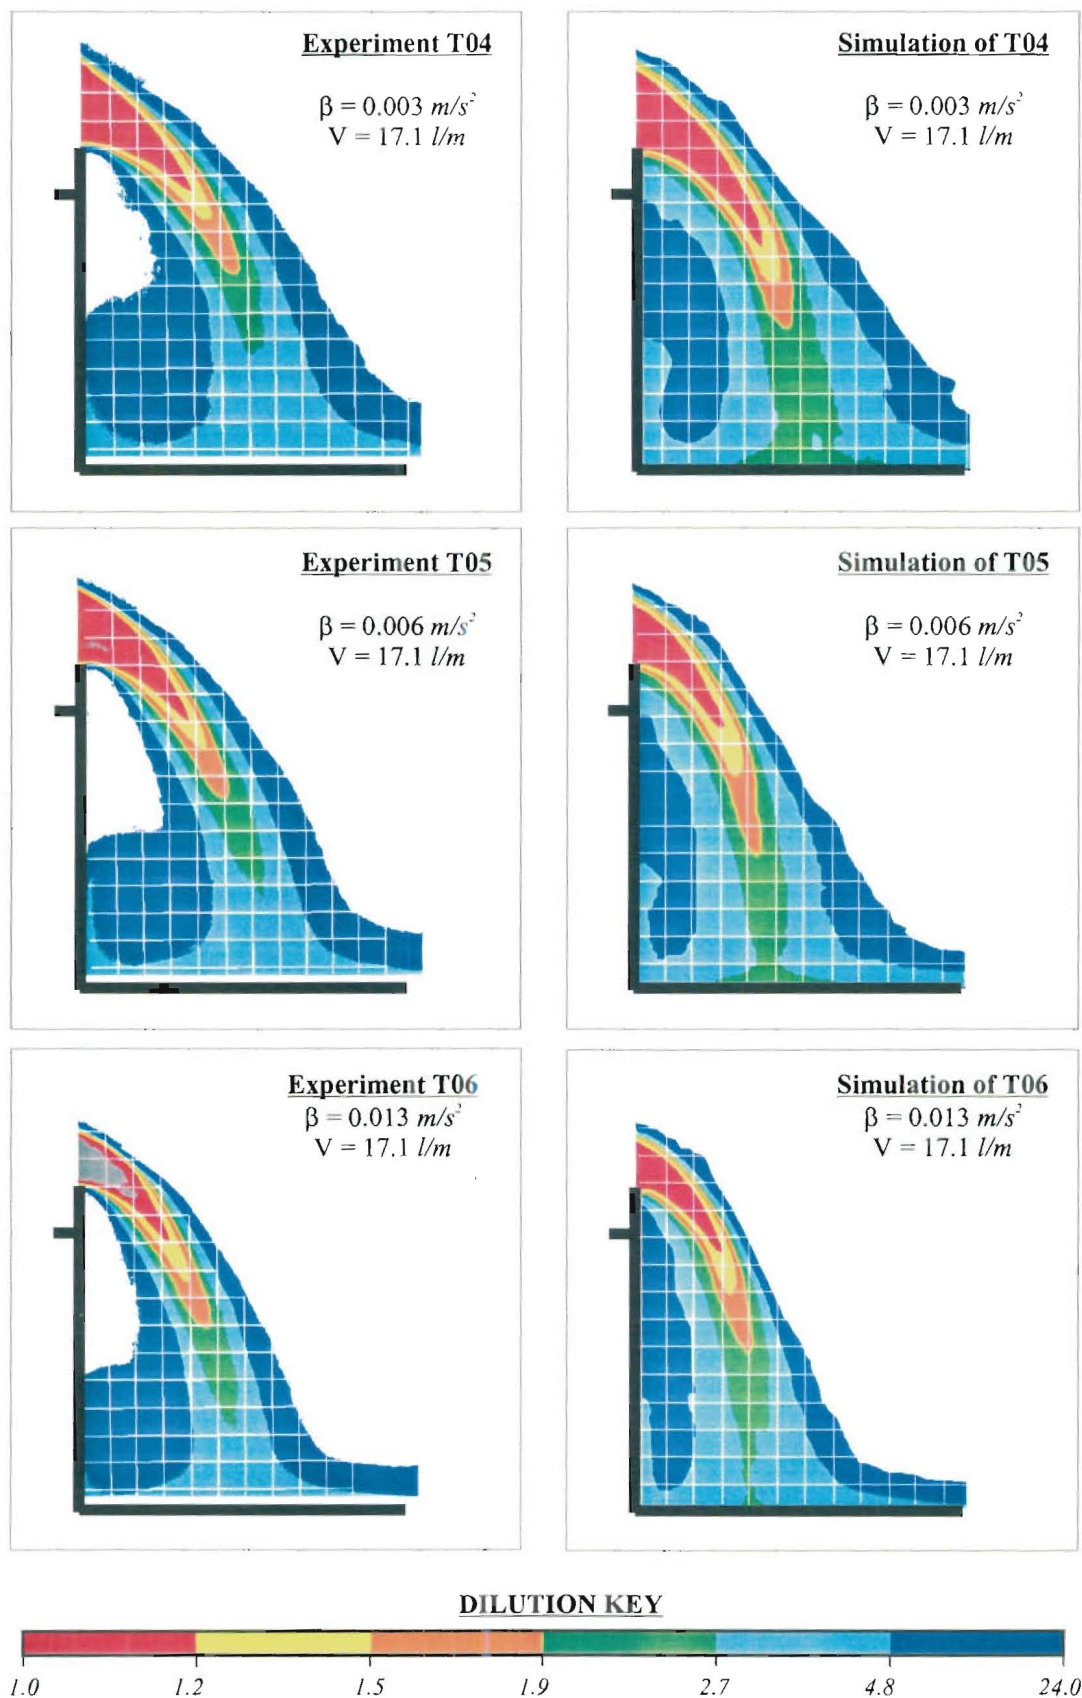 Experiment T04
β = 0.003 m/s²
V = 17.1 l/m
Simulation of T04
β = 0.003 m/s²
V = 17.1 l/m
Experiment T05
β = 0.006 m/s²
V = 17.1 l/m
Simulation of T05
β = 0.006 m/s²
V = 17.1 l/m
Experiment T06
β = 0.013 m/s²
V = 17.1 l/m
Simulation of T06
β = 0.013 m/s²
V = 17.1 l/m
DILUTION KEY
1.0 1.2 1.5 1.9 2.7 4.8 24.0